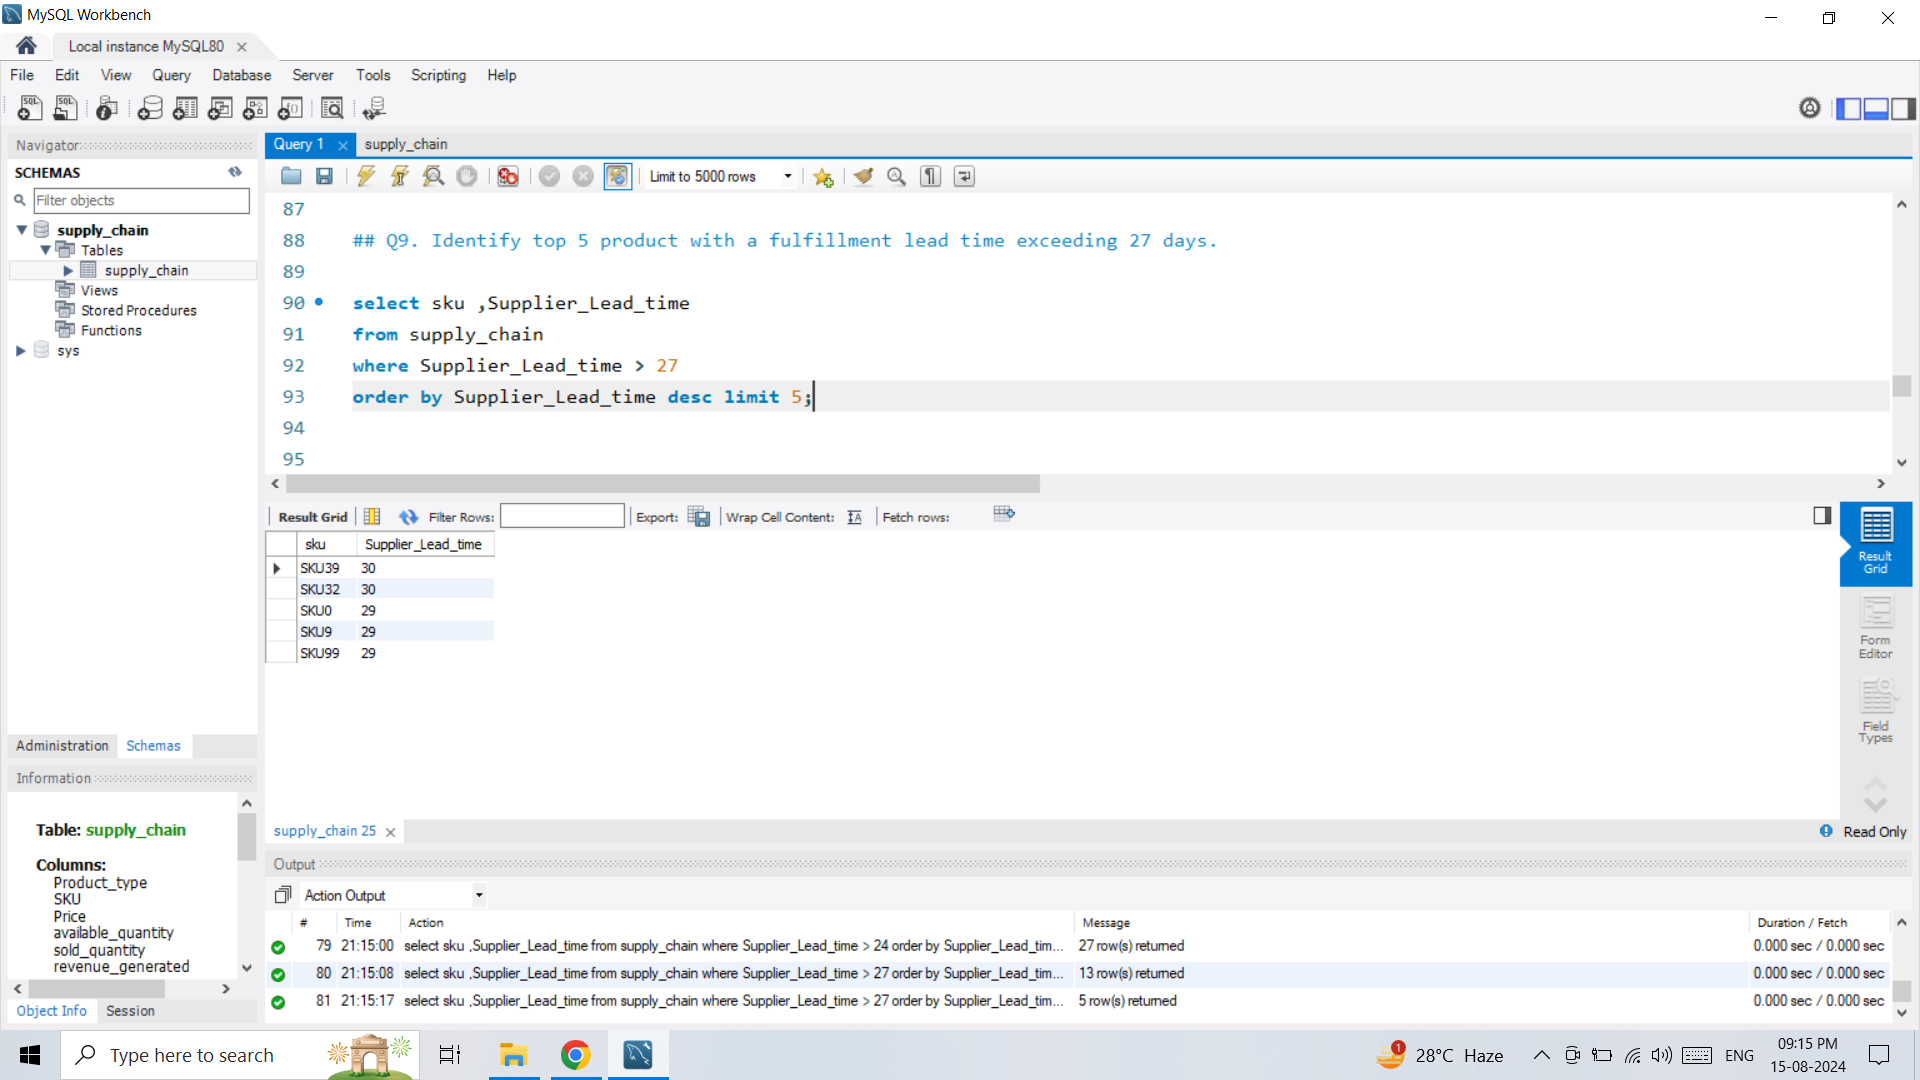 MySQL Workbench
Local instance MySQL80
File Edit View Query Database Server Tools Scripting Help
Navigator
SCHEMAS
Filter objects
supply_chain
Tables
supply_chain
Views
Stored Procedures
Functions
sys
Administration Schemas
Information
Table: supply_chain
Columns:
Product_type
SKU
Price
available_quantity
sold_quantity
revenue_generated
Object Info Session
Query 1 supply_chain
Limit to 5000 rows
87
88 ## Q9. Identify top 5 product with a fulfillment lead time exceeding 27 days.
89
90 select sku ,Supplier_Lead_time
91 from supply_chain
92 where Supplier_Lead_time > 27
93 order by Supplier_Lead_time desc limit 5;
94
95
Result Grid Filter Rows: Export: Wrap Cell Content: Fetch rows:
sku Supplier_Lead_time
SKU39 30
SKU32 30
SKU0 29
SKU9 29
SKU99 29
Result
Grid
Form
Editor
Field
Types
supply_chain 25
Read Only
Output
Action Output
# Time Action Message Duration / Fetch
79 21:15:00 select sku ,Supplier_Lead_time from supply_chain where Supplier_Lead_time > 24 order by Supplier_Lead_tim... 27 row(s) returned 0.000 sec / 0.000 sec
80 21:15:08 select sku ,Supplier_Lead_time from supply_chain where Supplier_Lead_time > 27 order by Supplier_Lead_tim... 13 row(s) returned 0.000 sec / 0.000 sec
81 21:15:17 select sku ,Supplier_Lead_time from supply_chain where Supplier_Lead_time > 27 order by Supplier_Lead_tim... 5 row(s) returned 0.000 sec / 0.000 sec
Type here to search
1
28°C Haze
ENG
09:15 PM
15-08-2024